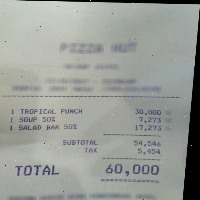 PIZZA HUT
1 TROPICAL PUNCH 30,000
1 SOUP 50% 7,273
1 SALAD BAR 50% 17,273
SUBTOTAL 54,546
TAX 5,454
TOTAL 60,000